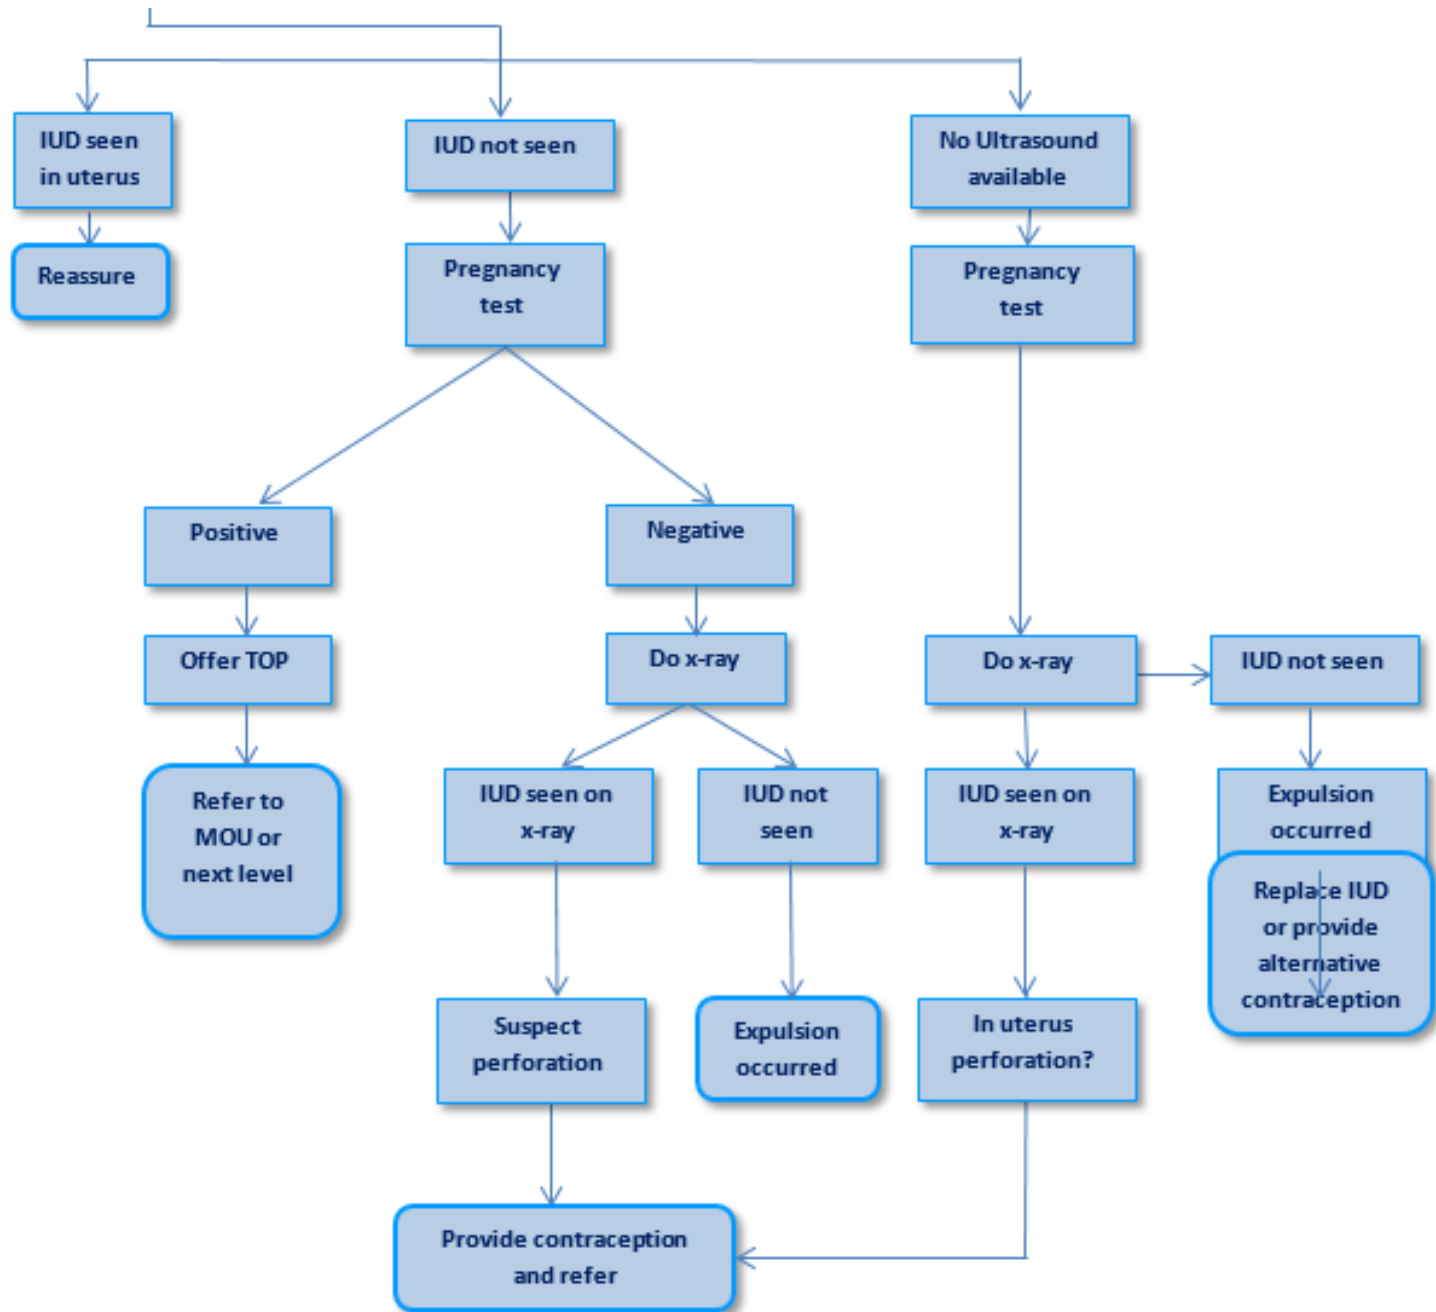 IUD seen
in uterus
IUD not seen
No Ultrasound
available
Reassure
Pregnancy
test
Pregnancy
test
Positive
Negative
Offer TOP
Do x-ray
Do x-ray
IUD not seen
Refer to
MOU or
next level
IUD seen on
x-ray
IUD not
seen
IUD seen on
x-ray
Expulsion
occurred
Replace IUD
or provide
alternative
contraception
Suspect
perforation
Expulsion
occurred
In uterus
perforation?
Provide contraception
and refer